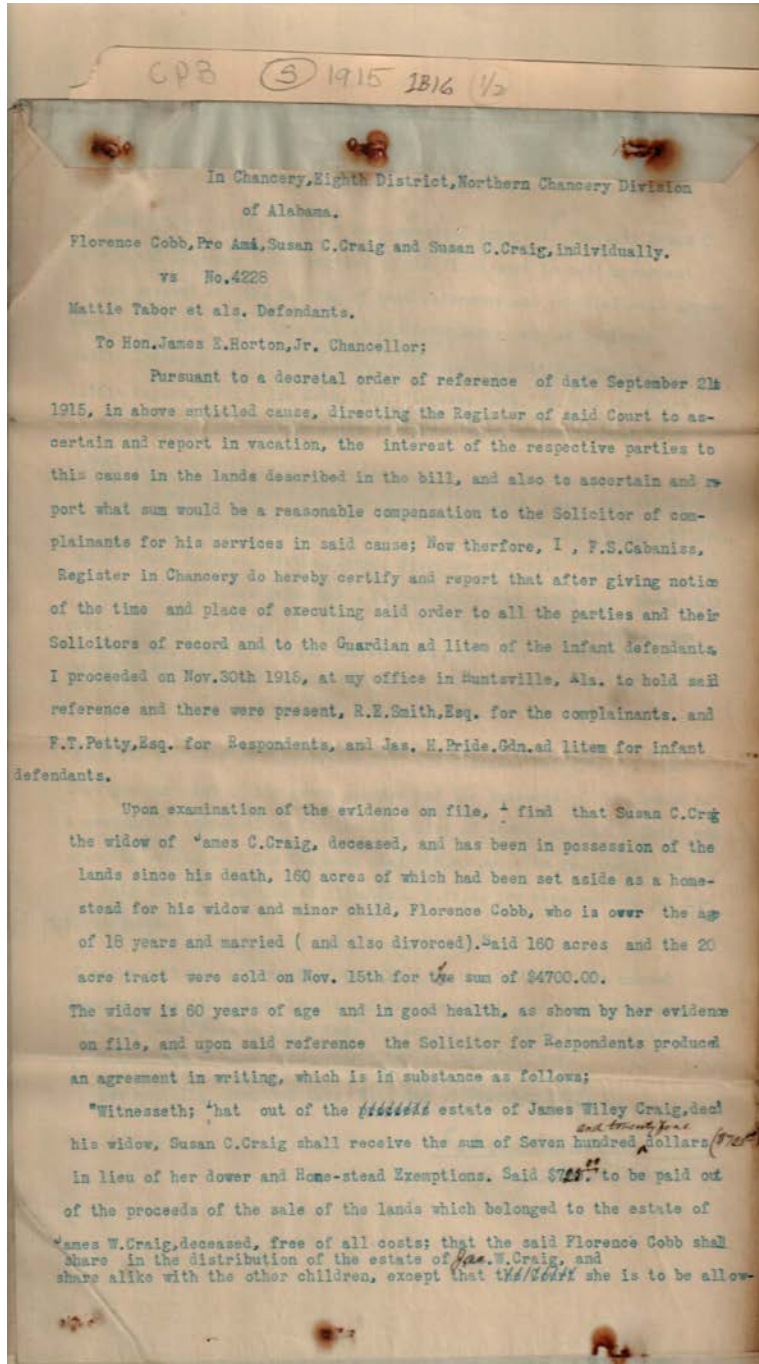 CPB (S) 1915 IB16 (1/2
In Chancery,Eighth District,Northern Chancery Division
of Alabama.
Florence Cobb,Pro Ami,Susan C.Craig and Susan C.Craig,individually.
vs No.4228
Mattie Tabor et als. Defendants.
To Hon.James E.Horton,Jr. Chancellor;
Pursuant to a decretal order of reference of date September 21t
1915, in above entitled cause, directing the Register of said Court to as-
certain and report in vacation, the interest of the respective parties to
this cause in the lands described in the bill, and also to ascertain and re
port what sum would be a reasonable compensation to the Solicitor of com-
plainants for his services in said cause; Now therfore, I , F.S.Cabaniss,
Register in Chancery do hereby certify and report that after giving notice
of the time and place of executing said order to all the parties and their
Solicitors of record and to the Guardian ad litem of the infant defendants,
I proceeded on Nov.30th 1915, at my office in Huntsville, Ala. to hold said
reference and there were present, R.E.Smith,Esq. for the complainants. and
F.T.Petty,Esq. for Respondents, and Jas. H.Pride.Gdn.ad litem for infant
defendants.
Upon examination of the evidence on file, I find that Susan C.Crg
the widow of James C.Craig, deceased, and has been in possession of the
lands since his death, 160 acres of which had been set aside as a home-
stead for his widow and minor child, Florence Cobb, who is over the age
of 18 years and married ( and also divorced).Said 160 acres and the 20
acre tract were sold on Nov. 15th for the sum of $4700.00.
The widow is 60 years of age and in good health, as shown by her evidence
on file, and upon said reference the Solicitor for Respondents produced
an agreement in writing, which is in substance as follows;
"Witnesseth; That out of the estate of James Wiley Craig,decd
his widow, Susan C.Craig shall receive the sum of Seven hundred and twenty five dollars ($725.00
in lieu of her dower and Home-stead Exemptions. Said $725.00 to be paid out
of the proceeds of the sale of the lands which belonged to the estate of
James W.Craig,deceased, free of all costs; that the said Florence Cobb shall
share in the distribution of the estate of Jas.W.Craig, and
share alike with the other children, except that she is to be allow-